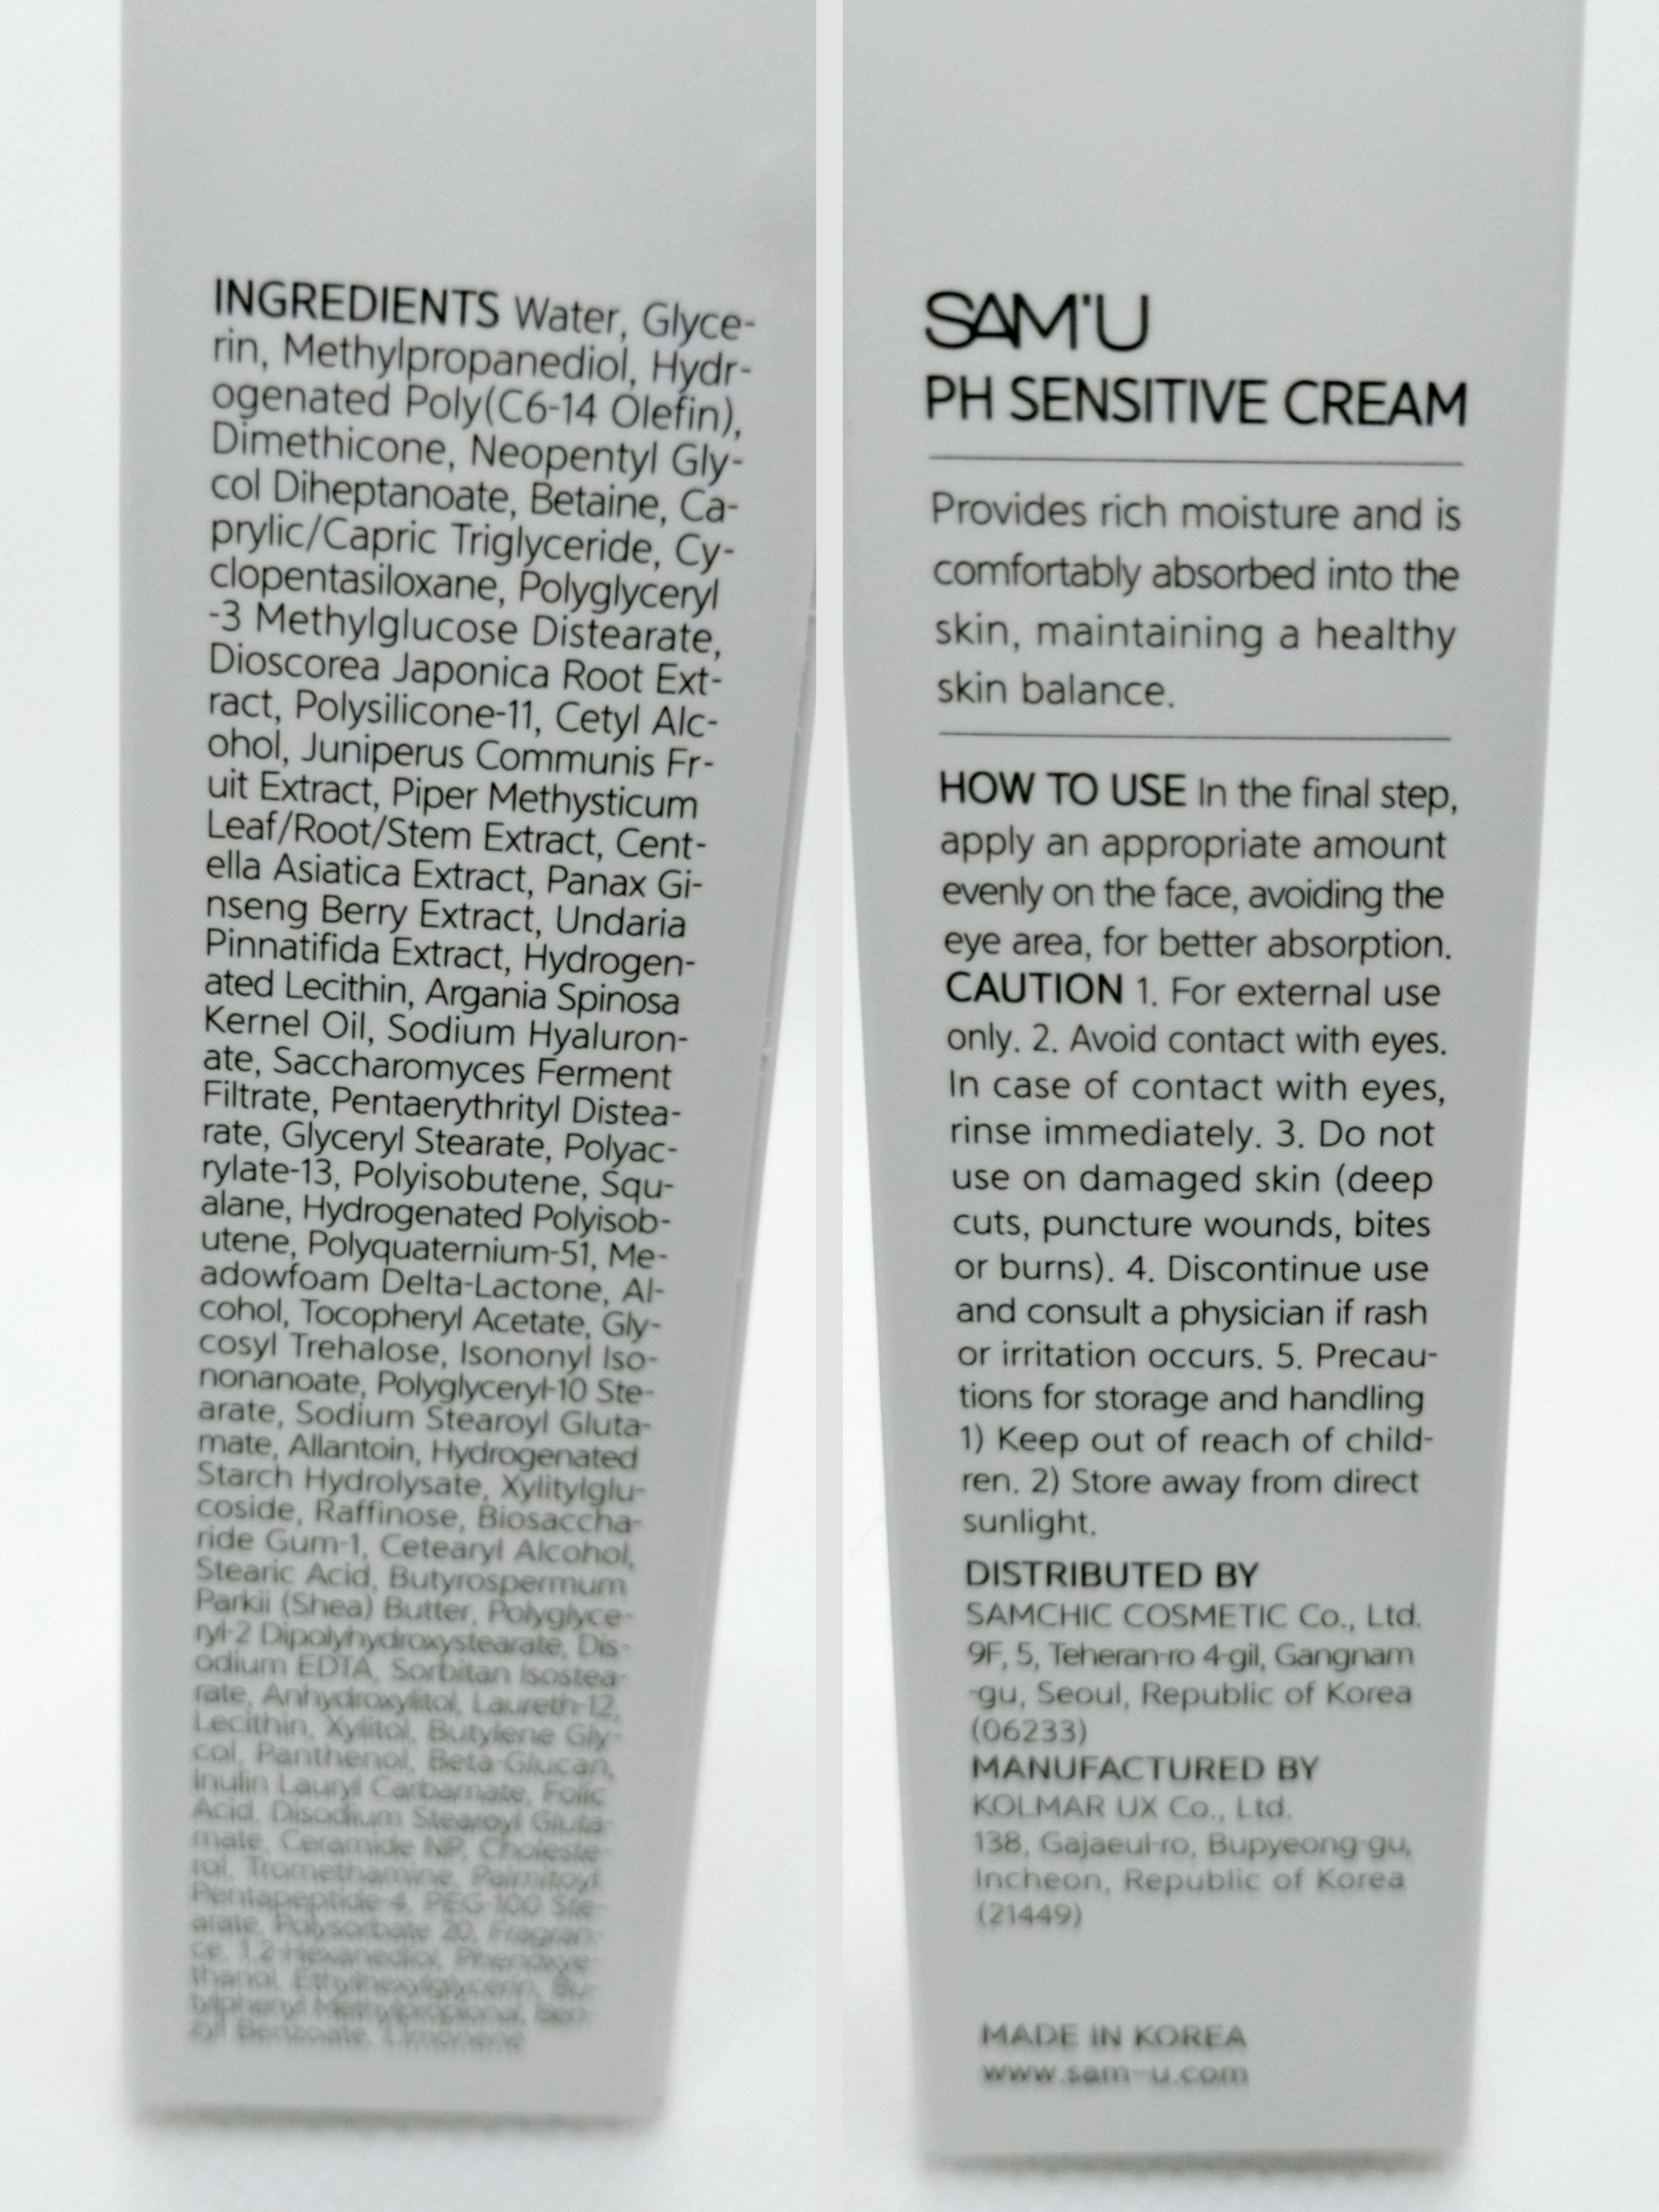 INGREDIENTS Water, Glyce-
rin, Methylpropanediol, Hydr-
ogenated Poly(C6-14 Olefin),
Dimethicone, Neopentyl Gly-
col Diheptanoate, Betaine, Ca-
prylic/Capric Triglyceride, Cy-
clopentasiloxane, Polyglyceryl
-3 Methylglucose Distearate,
Dioscorea Japonica Root Ext-
ract, Polysilicone-11, Cetyl Alc-
ohol, Juniperus Communis Fr-
uit Extract, Piper Methysticum
Leaf/Root/Stem Extract, Cent-
ella Asiatica Extract, Panax Gi-
nseng Berry Extract, Undaria
Pinnatifida Extract, Hydrogen-
ated Lecithin, Argania Spinosa
Kernel Oil, Sodium Hyaluron-
ate, Saccharomyces Ferment
Filtrate, Pentaerythrityl Distea-
rate, Glyceryl Stearate, Polyac-
rylate-13, Polyisobutene, Squ-
alane, Hydrogenated Polyisob-
utene, Polyquaternium-51, Me-
adowfoam Delta-Lactone, Al-
cohol, Tocopheryl Acetate, Gly-
cosyl Trehalose, Isononyl Iso-
nonanoate, Polyglyceryl-10 Ste-
arate, Sodium Stearoyl Gluta-
mate, Allantoin, Hydrogenated
Starch Hydrolysate, Xylitylglu-
coside, Raffinose, Biosaccha-
ride Gum-1, Cetearyl Alcohol,
Stearic Acid, Butyrospermum
Parkii (Shea) Butter, Polyglyce-
ryl-2 Dipolyhydroxystearate, Dis-
odium EDTA, Sorbitan Isostea-
rate, Anhydroxylitol, Laureth-12,
Lecithin, Xylitol, Butylene Gly-
col, Panthenol, Beta-Glucan,
Inulin Lauryl Carbamate, Folic
Acid, Disodium Stearoyl Gluta-
mate, Ceramide NP, Choleste-
rol, Tromethamine, Palmitoyl
Pentapeptide-4, PEG-100 Ste-
arate, Polysorbate 20, Fragran-
ce, 1,2-Hexanediol, Phenoxye-
thanol, Ethylhexylglycerin, Bu-
tylphenyl Methylpropional, Ben-
zyl Benzoate, Limonene
SAM'U
PH SENSITIVE CREAM
Provides rich moisture and is
comfortably absorbed into the
skin, maintaining a healthy
skin balance.
HOW TO USE In the final step,
apply an appropriate amount
evenly on the face, avoiding the
eye area, for better absorption.
CAUTION 1. For external use
only. 2. Avoid contact with eyes.
In case of contact with eyes,
rinse immediately. 3. Do not
use on damaged skin (deep
cuts, puncture wounds, bites
or burns). 4. Discontinue use
and consult a physician if rash
or irritation occurs. 5. Precau-
tions for storage and handling
1) Keep out of reach of child-
ren. 2) Store away from direct
sunlight.
DISTRIBUTED BY
SAMCHIC COSMETIC Co., Ltd.
9F, 5, Teheran-ro 4-gil, Gangnam
-gu, Seoul, Republic of Korea
(06233)
MANUFACTURED BY
KOLMAR UX Co., Ltd.
138, Gajaeul-ro, Bupyeong-gu,
Incheon, Republic of Korea
(21449)
MADE IN KOREA
www.sam-u.com